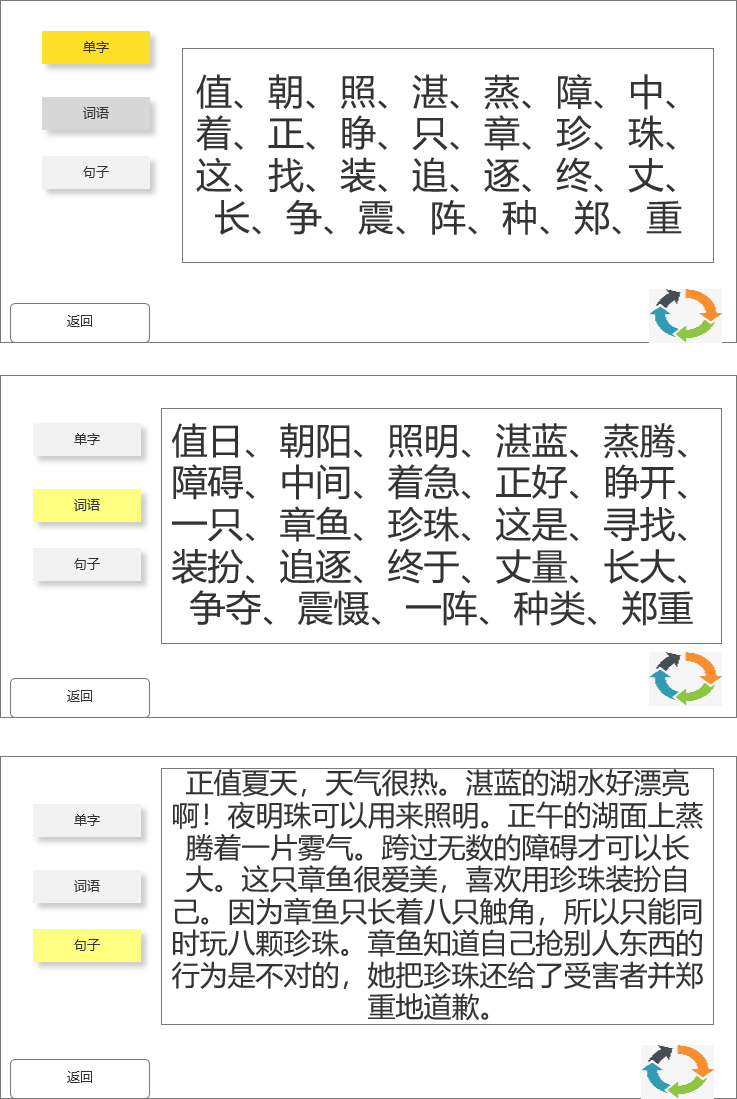 单字
词语
句子
值、朝、照、湛、蒸、障、中、
着、正、睁、只、章、珍、珠、
这、找、装、追、逐、终、丈、
长、争、震、阵、种、郑、重
返回
单字
词语
句子
值日、朝阳、照明、湛蓝、蒸腾、
障碍、中间、着急、正好、睁开、
一只、章鱼、珍珠、这是、寻找、
装扮、追逐、终于、丈量、长大、
争夺、震慑、一阵、种类、郑重
返回
单字
词语
句子
正值夏天，天气很热。湛蓝的湖水好漂亮
啊！夜明珠可以用来照明。正午的湖面上蒸
腾着一片雾气。跨过无数的障碍才可以长
大。这只章鱼很爱美，喜欢用珍珠装扮自
己。因为章鱼只长着八只触角，所以只能同
时玩八颗珍珠。章鱼知道自己抢别人东西的
行为是不对的，她把珍珠还给了受害者并郑
重地道歉。
返回